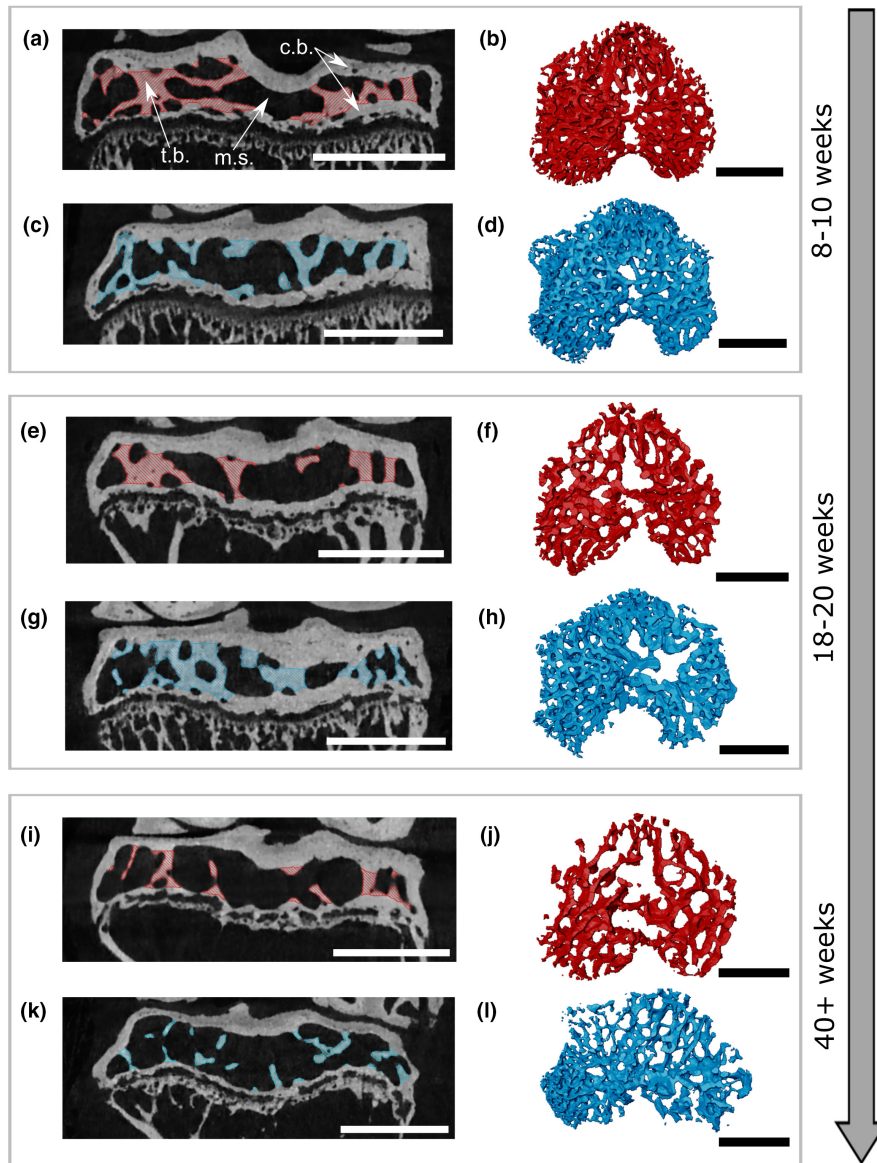 (a)
c.b.
t.b.
m.s.
(b)
(c)
(d)
8-10 weeks
(e)
(f)
(g)
(h)
18-20 weeks
(i)
(j)
(k)
(l)
40+ weeks